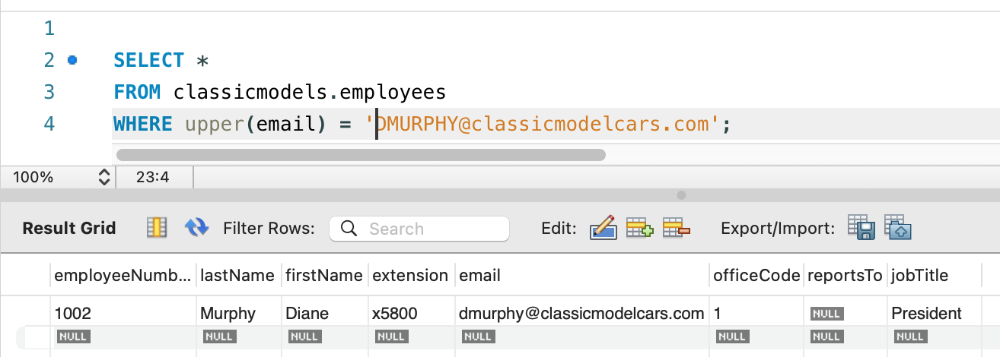 1
2 SELECT *
3 FROM classicmodels.employees
4 WHERE upper(email) = 'DMURPHY@classicmodelcars.com';
100% 23:4
Result Grid Filter Rows: Search Edit: Export/Import:
employeeNumb... lastName firstName extension email officeCode reportsTo jobTitle
1002 Murphy Diane x5800 dmurphy@classicmodelcars.com 1 NULL President
NULL NULL NULL NULL NULL NULL NULL NULL